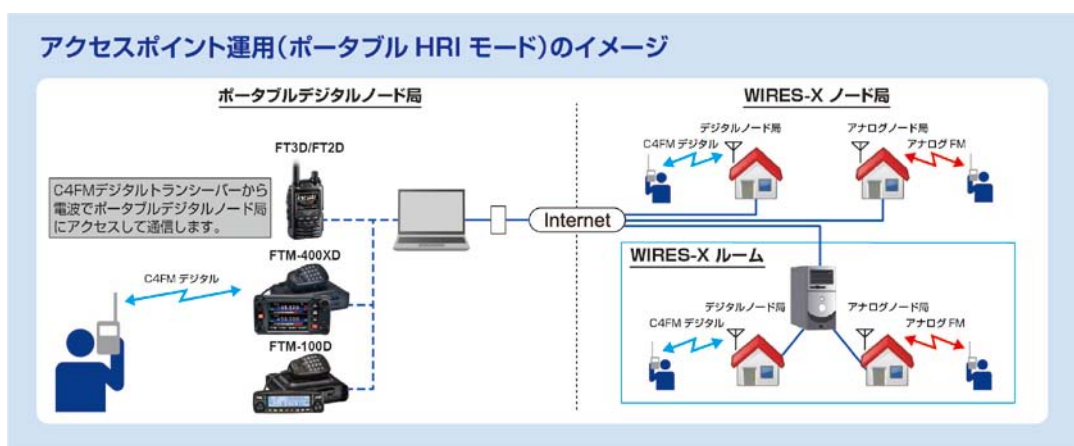 アクセスポイント運用(ポータブル HRI モード)のイメージ
ポータブルデジタルノード局
FT3D/FT2D
C4FMデジタルトランシーバーから
電波でポータブルデジタルノード局
にアクセスして通信します。
FTM-400XD
C4FM デジタル
FTM-100D
Internet
WIRES-X ノード局
デジタルノード局
C4FM デジタル
アナログノード局
アナログ FM
WIRES-X ルーム
デジタルノード局
C4FM デジタル
アナログノード局
アナログ FM